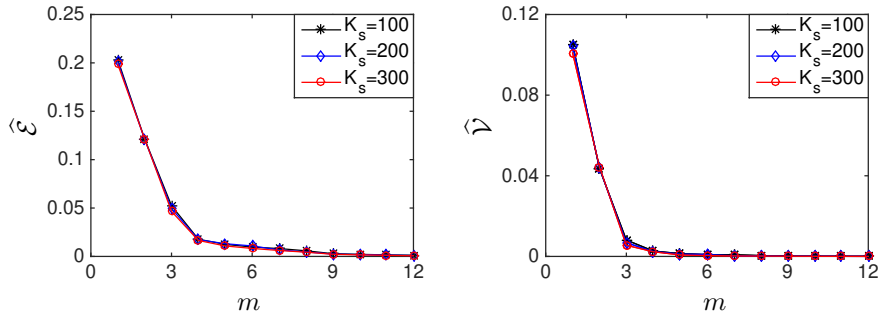 0.25
0.2
0.15
0.1
0.05
0
0 3 6 9 12
m
ℰ̂
K_s=100
K_s=200
K_s=300
0.12
0.08
0.04
0
0 3 6 9 12
m
𝒱̂
K_s=100
K_s=200
K_s=300